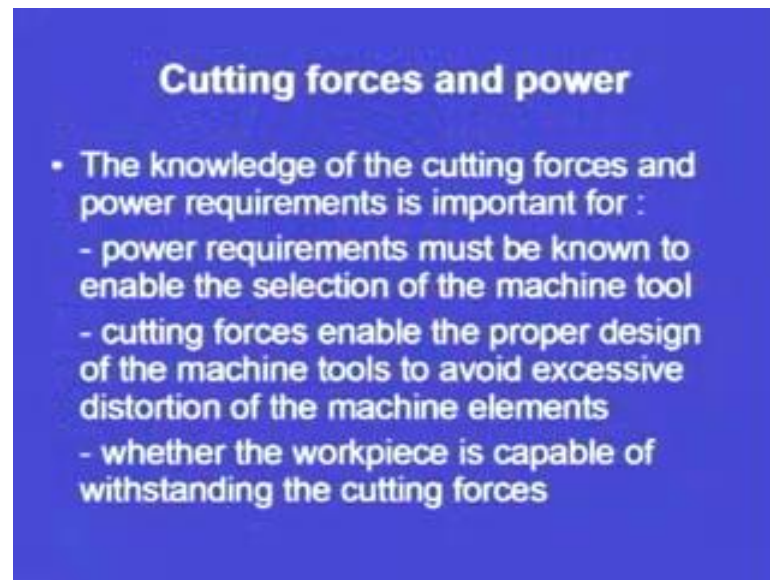 Cutting forces and power
• The knowledge of the cutting forces and
power requirements is important for :
- power requirements must be known to
enable the selection of the machine tool
- cutting forces enable the proper design
of the machine tools to avoid excessive
distortion of the machine elements
- whether the workpiece is capable of
withstanding the cutting forces